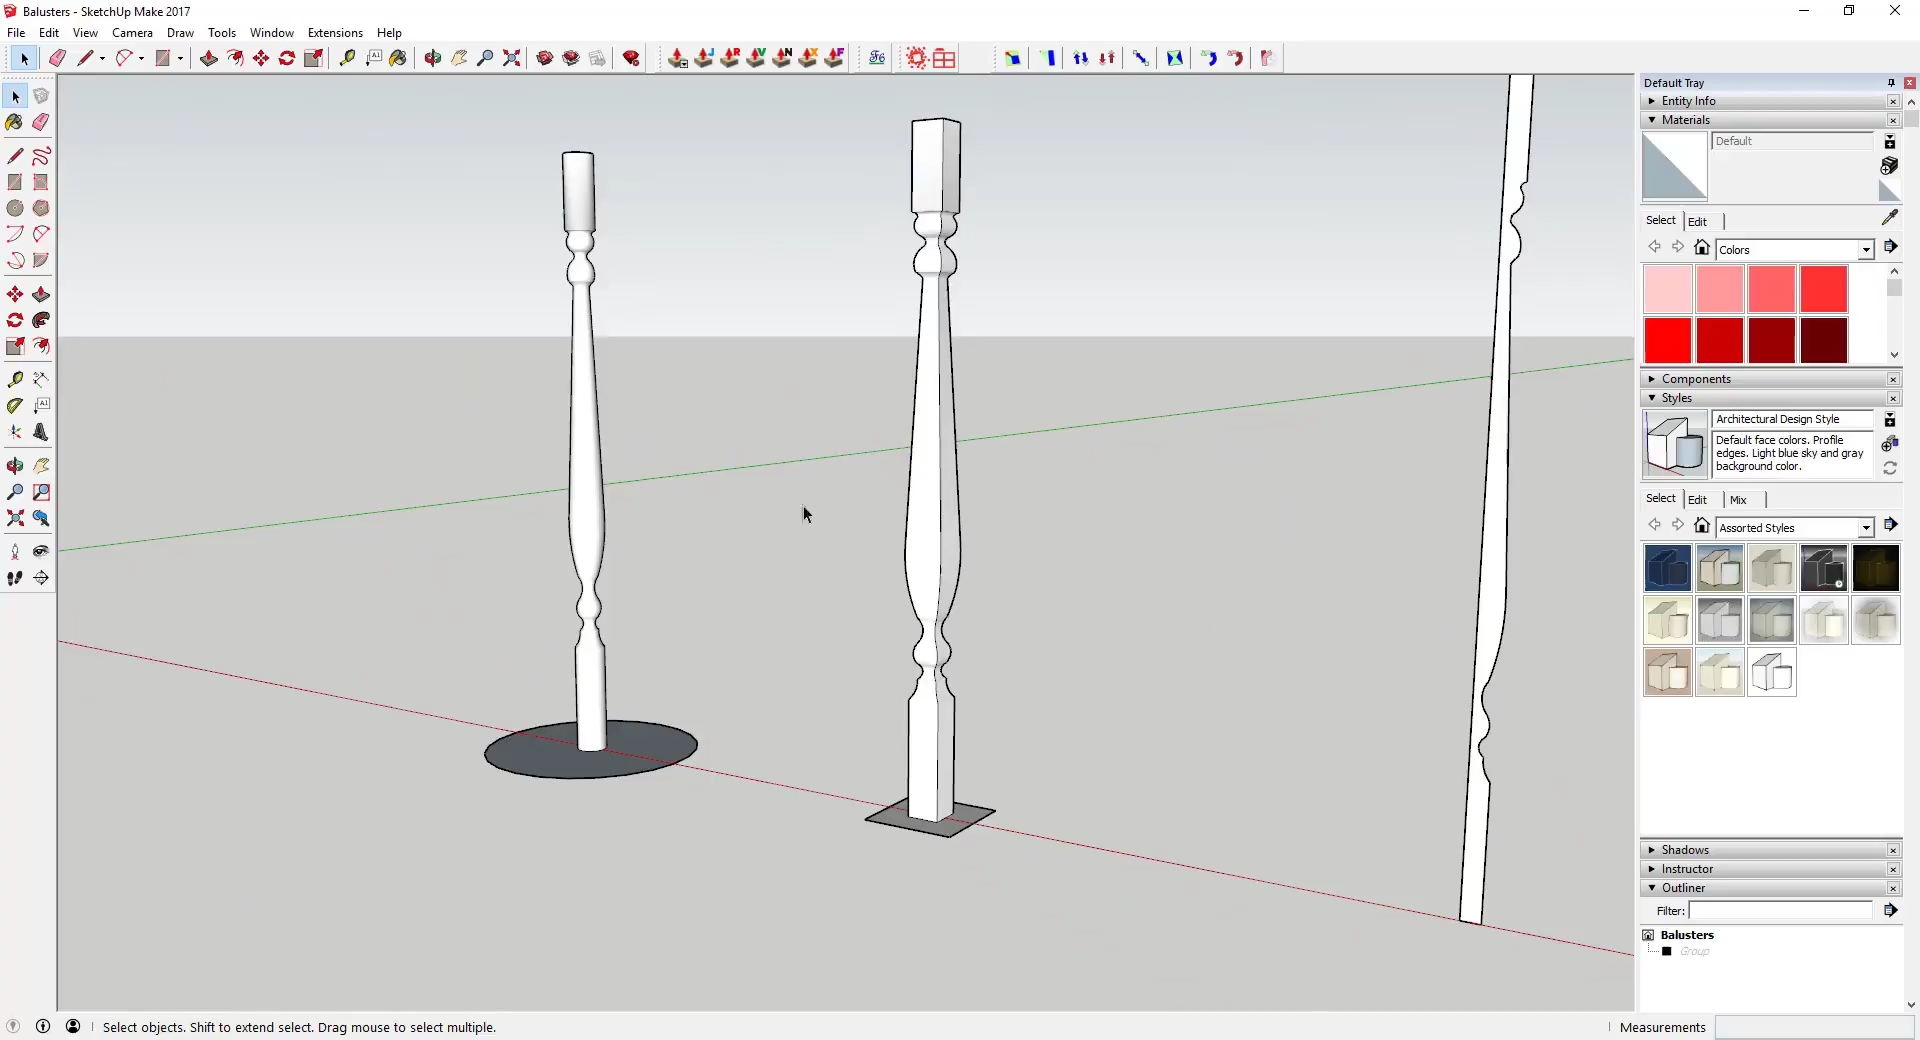 Balusters - SketchUp Make 2017
File Edit View Camera Draw Tools Window Extensions Help
Default Tray
Entity Info
Materials
Default
Select Edit
Colors
Components
Styles
Architectural Design Style
Default face colors. Profile
edges. Light blue sky and gray
background color.
Select Edit Mix
Assorted Styles
Shadows
Instructor
Outliner
Filter:
Balusters
Group
Select objects. Shift to extend select. Drag mouse to select multiple.
Measurements